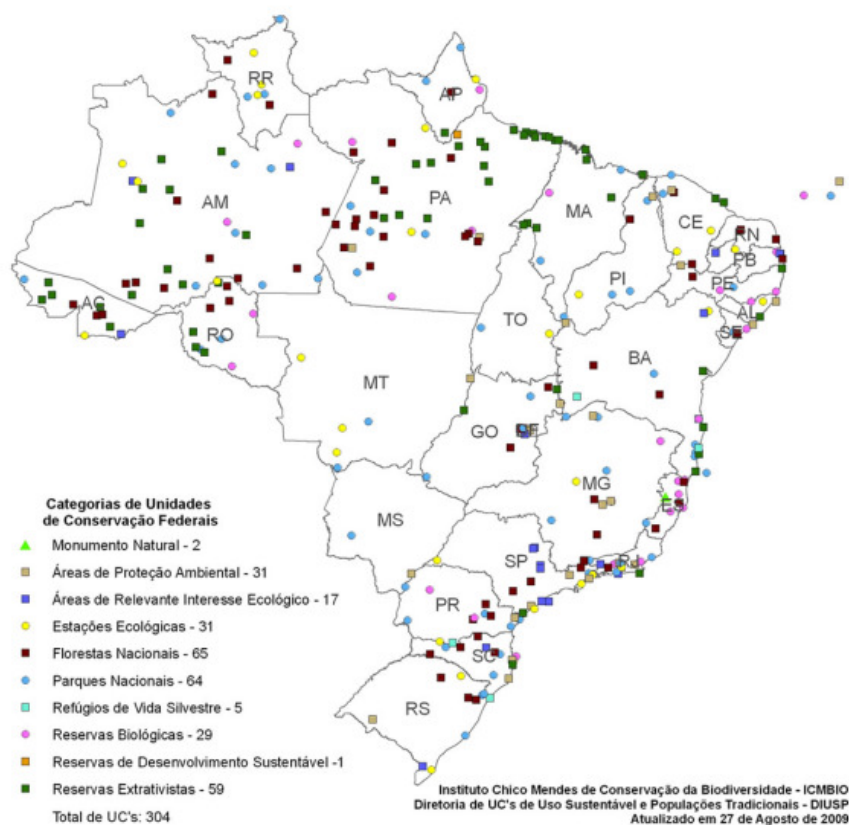 RR
AP
AM
PA
MA
CE
RN
PB
PE
AL
SE
PI
AC
RO
TO
BA
MT
GO
DF
MG
ES
MS
SP
RJ
PR
SC
RS
Categorias de Unidades
de Conservação Federais
Monumento Natural - 2
Áreas de Proteção Ambiental - 31
Áreas de Relevante Interesse Ecológico - 17
Estações Ecológicas - 31
Florestas Nacionais - 65
Parques Nacionais - 64
Refúgios de Vida Silvestre - 5
Reservas Biológicas - 29
Reservas de Desenvolvimento Sustentável -1
Reservas Extrativistas - 59
Total de UC's: 304
Instituto Chico Mendes de Conservação da Biodiversidade - ICMBIO
Diretoria de UC's de Uso Sustentável e Populações Tradicionais - DIUSP
Atualizado em 27 de Agosto de 2009